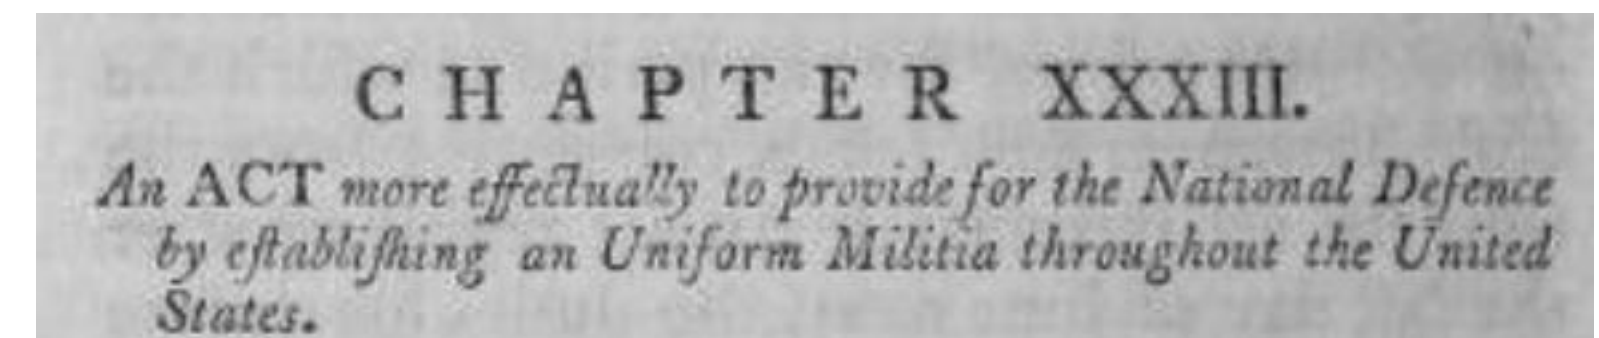 CHAPTER XXXIII.
An ACT more effectually to provide for the National Defence
by eſtabliſhing an Uniform Militia throughout the United
States.